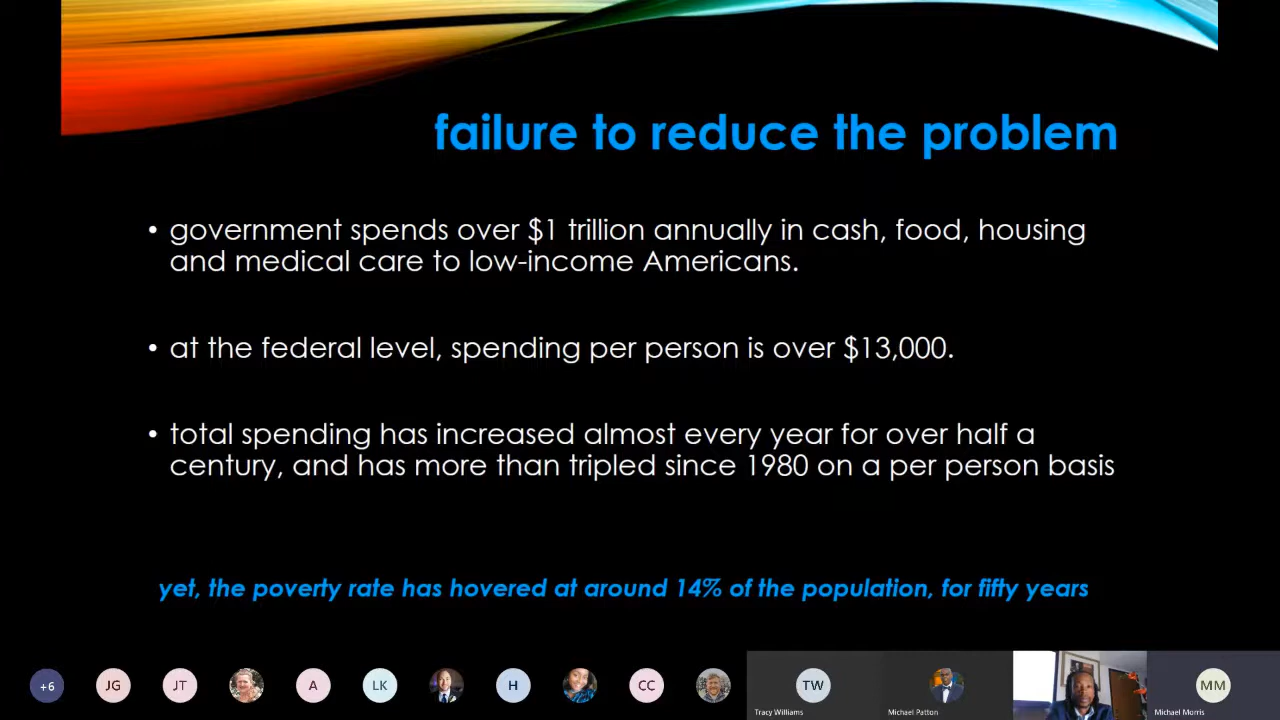 failure to reduce the problem
• government spends over $1 trillion annually in cash, food, housing
and medical care to low-income Americans.
• at the federal level, spending per person is over $13,000.
• total spending has increased almost every year for over half a
century, and has more than tripled since 1980 on a per person basis
yet, the poverty rate has hovered at around 14% of the population, for fifty years
+6
JG
JT
A
LK
H
CC
TW
MM
Tracy Williams
Michael Patton
Michael Morris